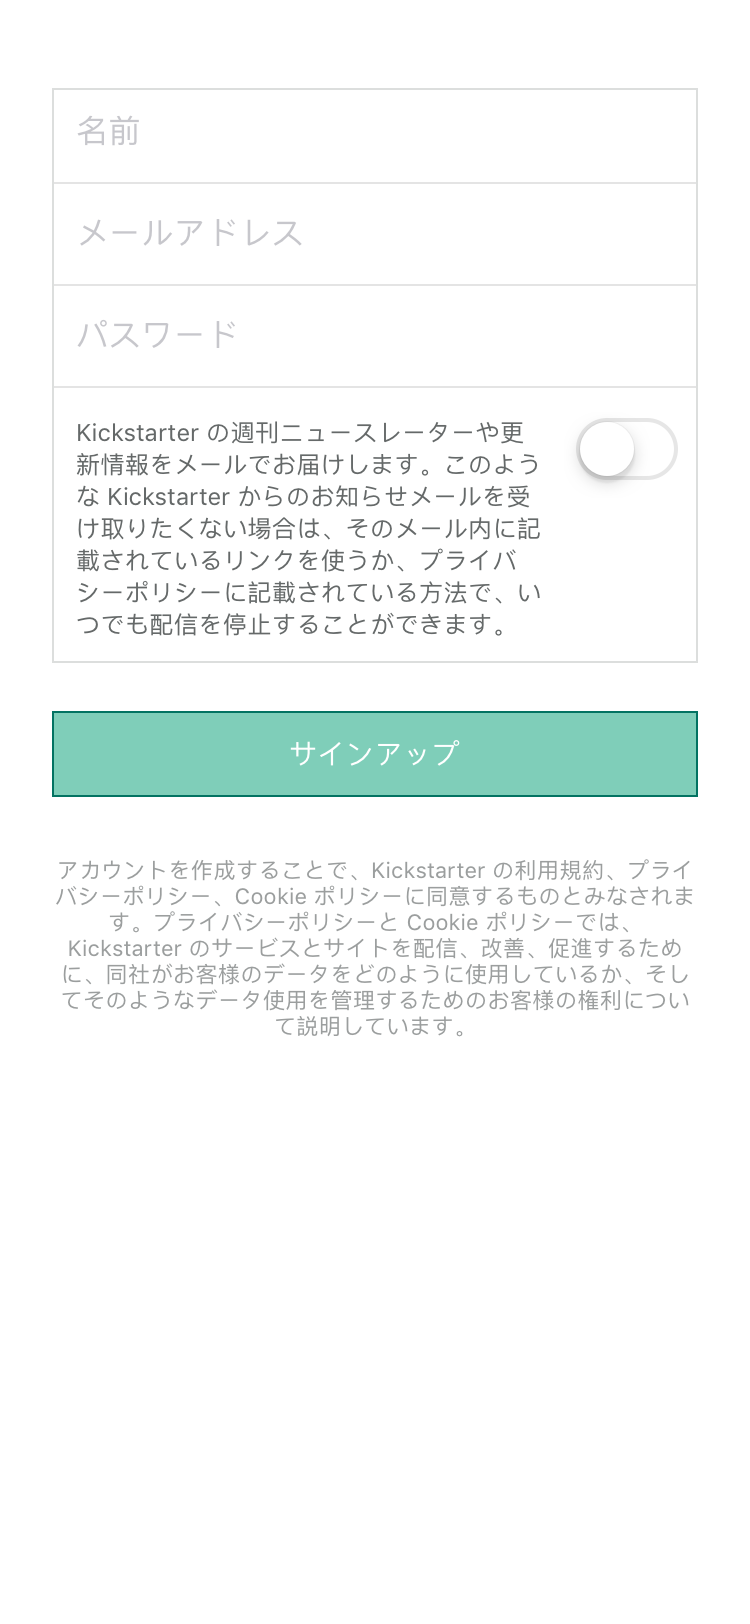 名前
メールアドレス
パスワード
Kickstarter の週刊ニュースレーターや更
新情報をメールでお届けします。このよう
な Kickstarter からのお知らせメールを受
け取りたくない場合は、そのメール内に記
載されているリンクを使うか、プライバ
シーポリシーに記載されている方法で、い
つでも配信を停止することができます。
サインアップ
アカウントを作成することで、Kickstarter の利用規約、プライ
バシーポリシー、Cookie ポリシーに同意するものとみなされま
す。プライバシーポリシーと Cookie ポリシーでは、
Kickstarter のサービスとサイトを配信、改善、促進するため
に、同社がお客様のデータをどのように使用しているか、そし
てそのようなデータ使用を管理するためのお客様の権利につい
て説明しています。